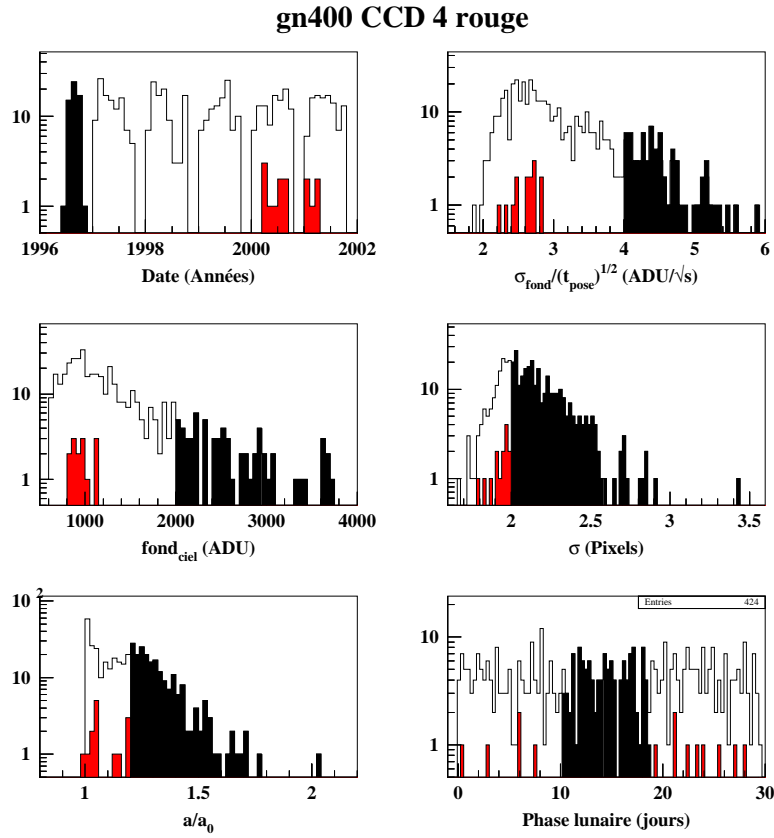 gn400 CCD 4 rouge
10
1
1996 1998 2000 2002
Date (Années)
10
1
2 3 4 5 6
σfond/(tpose)1/2 (ADU/√s)
10
1
1000 2000 3000 4000
fondciel (ADU)
10
1
2 2.5 3 3.5
σ (Pixels)
10 2
10
1
1 1.5 2
a/a0
Entries 424
10
1
0 10 20 30
Phase lunaire (jours)